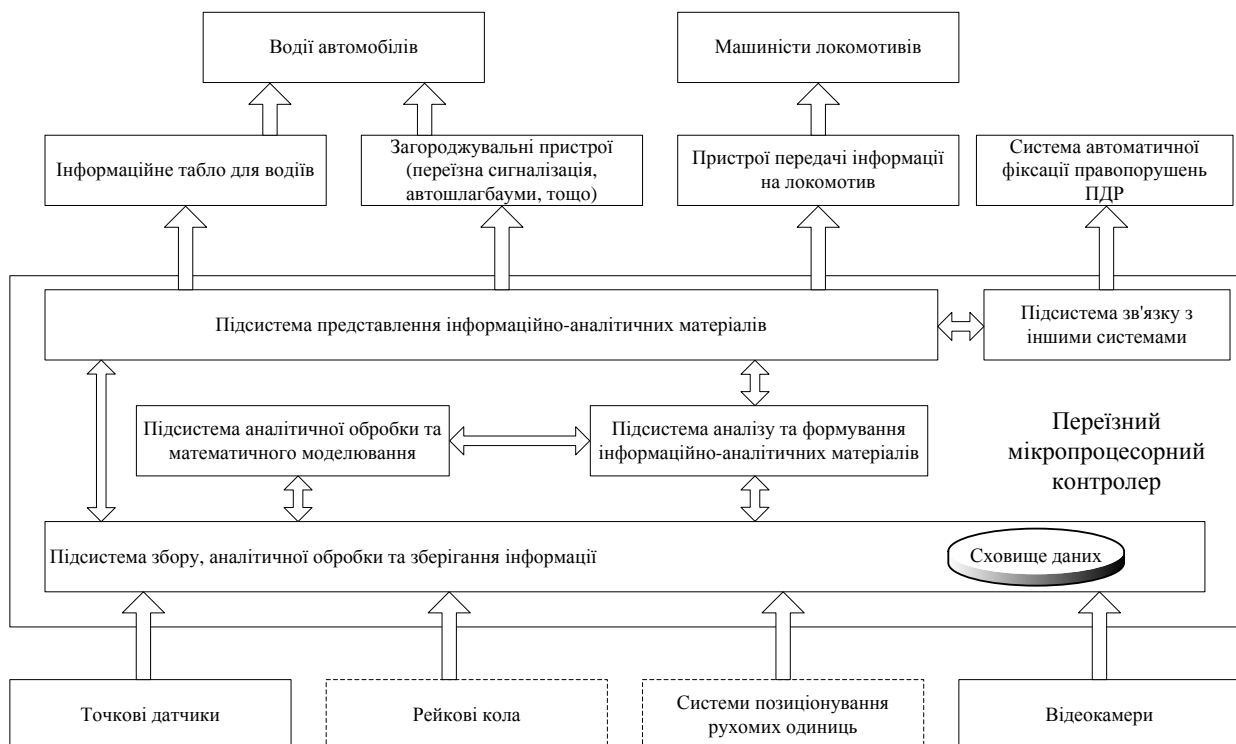 Водії автомобілів
Машиністи локомотивів
Інформаційне табло для водіїв
Загороджувальні пристрої
(переїзна сигналізація,
автошлагбауми, тощо)
Пристрої передачі інформації
на локомотив
Система автоматичної
фіксації правопорушень
ПДР
Підсистема представлення інформаційно-аналітичних матеріалів
Підсистема зв'язку з
іншими системами
Підсистема аналітичної обробки та
математичного моделювання
Підсистема аналізу та формування
інформаційно-аналітичних матеріалів
Переїзний
мікропроцесорний
контролер
Підсистема збору, аналітичної обробки та зберігання інформації
Сховище даних
Точкові датчики
Рейкові кола
Системи позиціонування
рухомих одиниць
Відеокамери